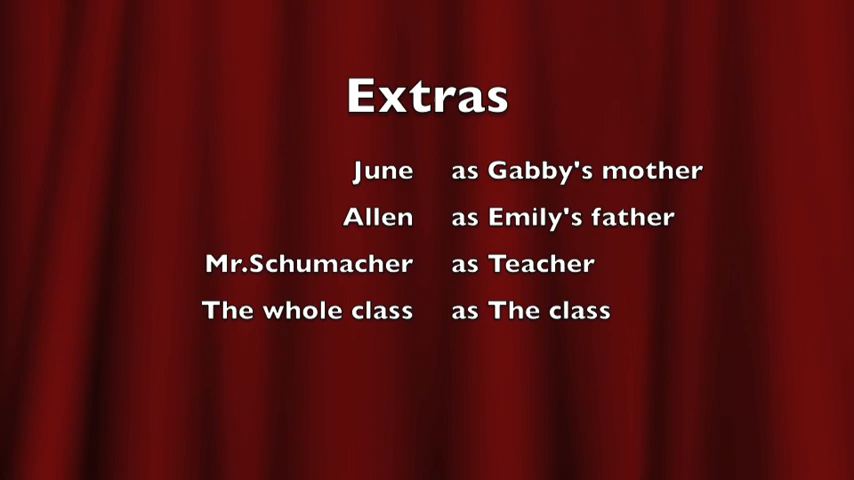 Extras
June as Gabby's mother
Allen as Emily's father
Mr.Schumacher as Teacher
The whole class as The class